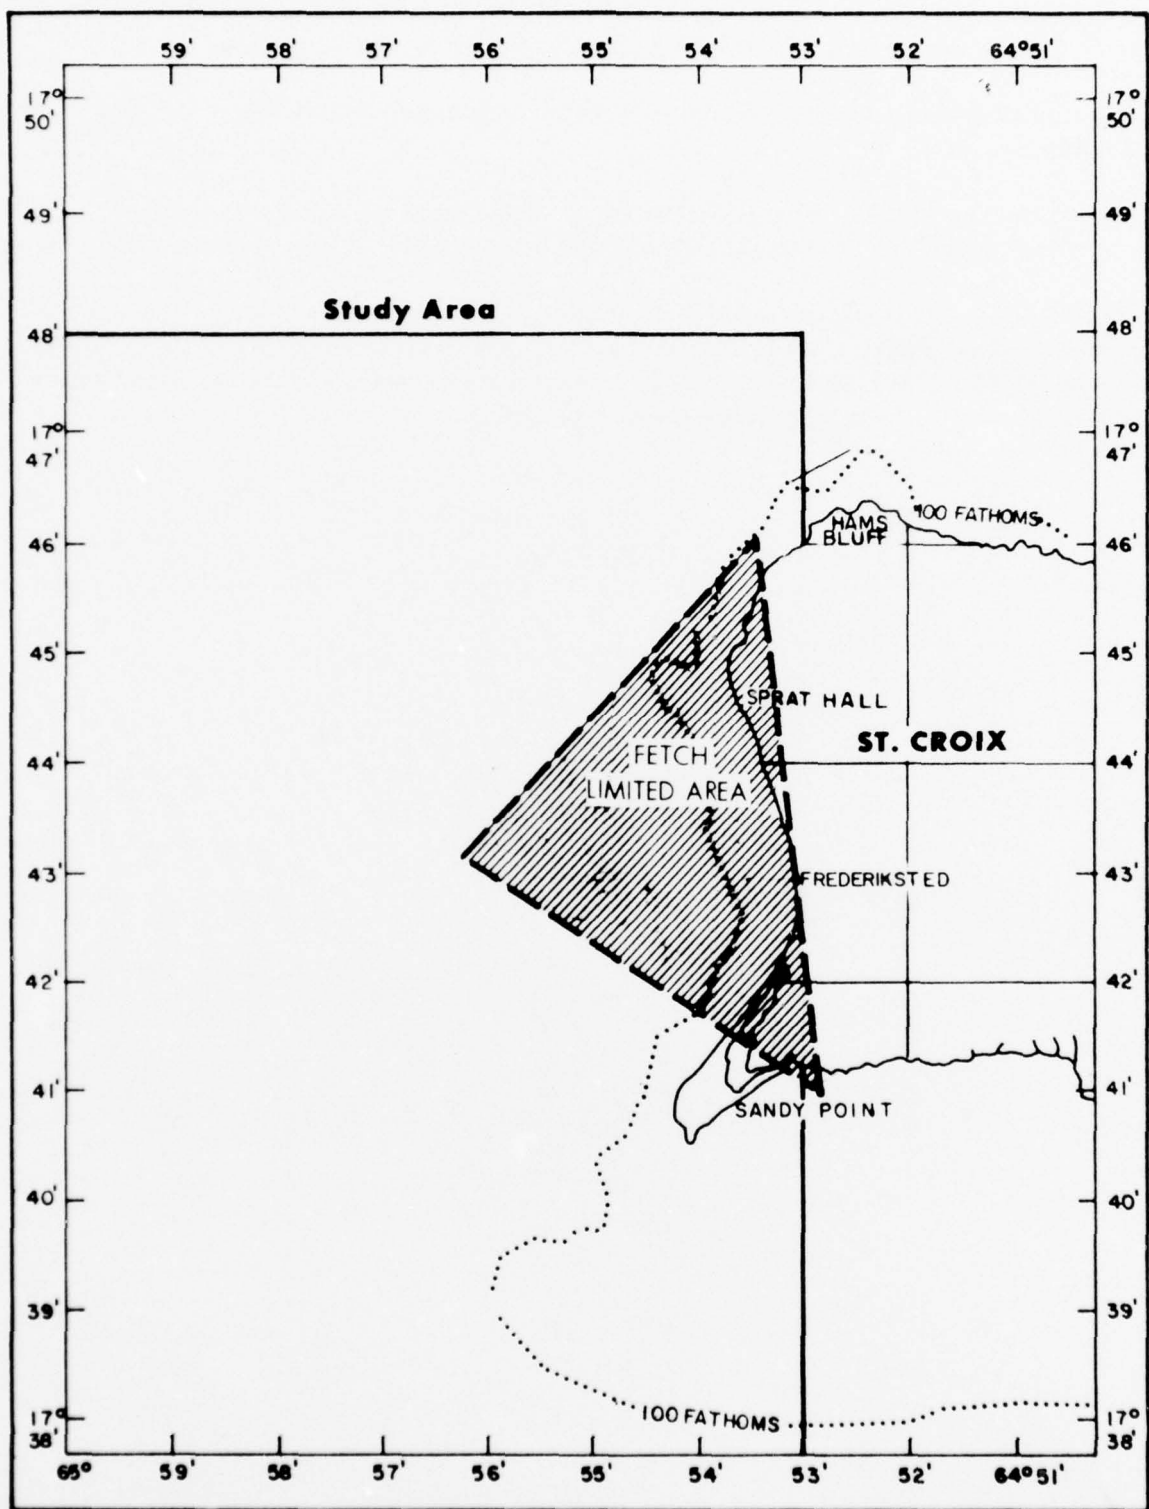 59' 58' 57' 56' 55' 54' 53' 52' 64°51'
17° 17°
50' 50'
49' 49'
Study Area
48' 48'
17° 17°
47' 47'
100 FATHOMS
HAMS
BLUFF
46' 46'
45' 45'
SPRAT HALL
ST. CROIX
FETCH
44' 44'
LIMITED AREA
43' FREDERIKSTED 43'
42' 42'
41' 41'
SANDY POINT
40' 40'
39' 39'
100 FATHOMS
17° 17°
38' 38'
65° 59' 58' 57' 56' 55' 54' 53' 52' 64°51'